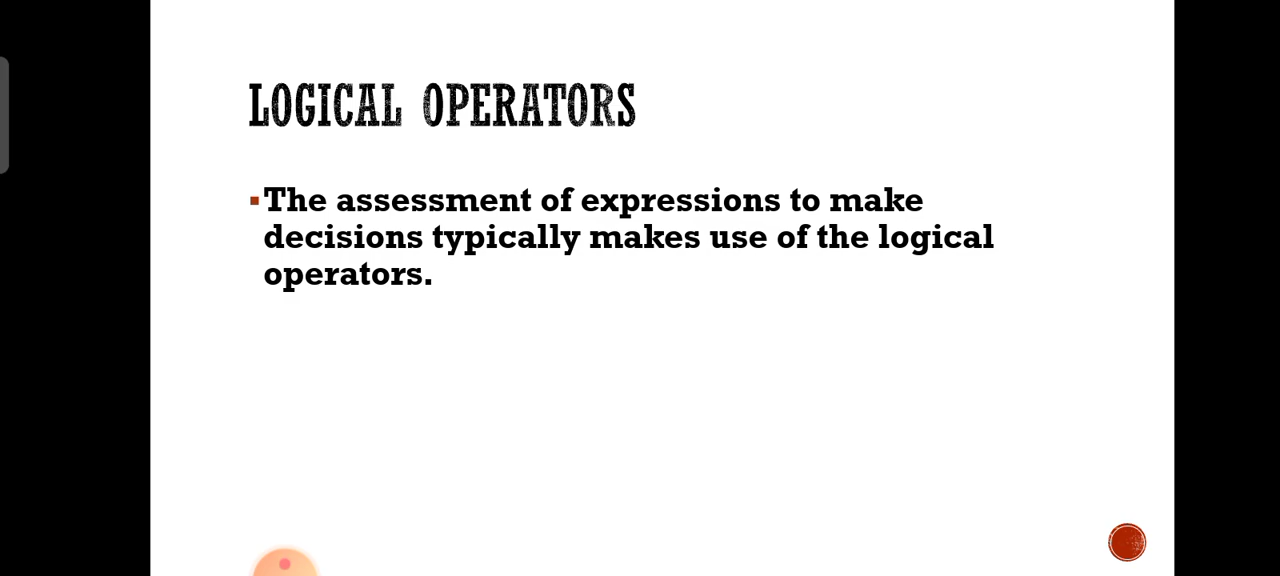 LOGICAL OPERATORS
▪The assessment of expressions to make
decisions typically makes use of the logical
operators.